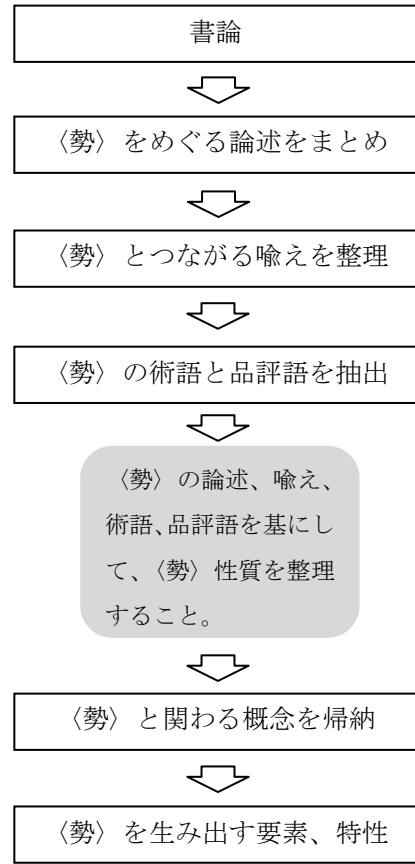 書論
〈勢〉をめぐる論述をまとめ
〈勢〉とつながる喩えを整理
〈勢〉の術語と品評語を抽出
〈勢〉の論述、喩え、
術語、品評語を基にし
て、〈勢〉性質を整理
すること。
〈勢〉と関わる概念を帰納
〈勢〉を生み出す要素、特性